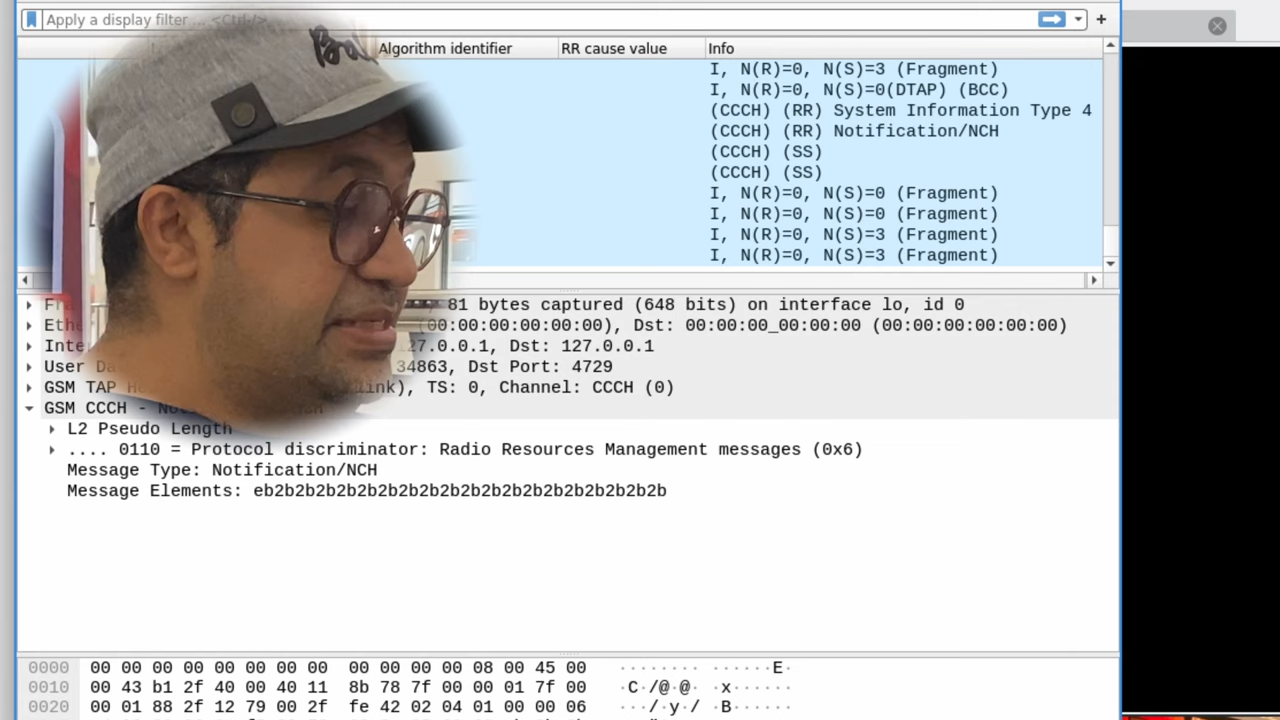 Apply a display filter ... <Ctrl-/>
Algorithm identifier RR cause value Info
I, N(R)=0, N(S)=3 (Fragment)
I, N(R)=0, N(S)=0(DTAP) (BCC)
(CCCH) (RR) System Information Type 4
(CCCH) (RR) Notification/NCH
(CCCH) (SS)
(CCCH) (SS)
I, N(R)=0, N(S)=0 (Fragment)
I, N(R)=0, N(S)=0 (Fragment)
I, N(R)=0, N(S)=3 (Fragment)
I, N(R)=0, N(S)=3 (Fragment)
81 bytes captured (648 bits) on interface lo, id 0
(00:00:00:00:00:00), Dst: 00:00:00_00:00:00 (00:00:00:00:00:00)
27.0.0.1, Dst: 127.0.0.1
User 34863, Dst Port: 4729
GSM TAP link), TS: 0, Channel: CCCH (0)
GSM CCCH -
L2 Pseudo Length
.... 0110 = Protocol discriminator: Radio Resources Management messages (0x6)
Message Type: Notification/NCH
Message Elements: eb2b2b2b2b2b2b2b2b2b2b2b2b2b2b2b2b2b2b2b
0000 00 00 00 00 00 00 00 00 00 00 00 00 08 00 45 00 ········ ······E·
0010 00 43 b1 2f 40 00 40 11 8b 78 7f 00 00 01 7f 00 ·C·/@·@· ·x······
0020 00 01 88 2f 12 79 00 2f fe 42 02 04 01 00 00 06 ···/·y·/ ·B······